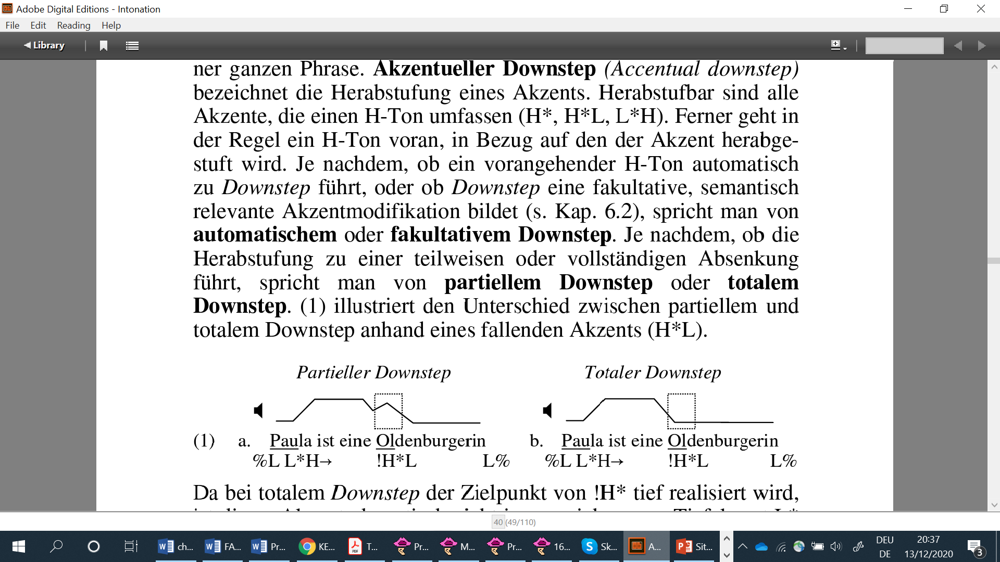 Adobe Digital Editions - Intonation
File Edit Reading Help
Library
ner ganzen Phrase. Akzentueller Downstep (Accentual downstep)
bezeichnet die Herabstufung eines Akzents. Herabstufbar sind alle
Akzente, die einen H-Ton umfassen (H*, H*L, L*H). Ferner geht in
der Regel ein H-Ton voran, in Bezug auf den der Akzent herabge-
stuft wird. Je nachdem, ob ein vorangehender H-Ton automatisch
zu Downstep führt, oder ob Downstep eine fakultative, semantisch
relevante Akzentmodifikation bildet (s. Kap. 6.2), spricht man von
automatischem oder fakultativem Downstep. Je nachdem, ob die
Herabstufung zu einer teilweisen oder vollständigen Absenkung
führt, spricht man von partiellem Downstep oder totalem
Downstep. (1) illustriert den Unterschied zwischen partiellem und
totalem Downstep anhand eines fallenden Akzents (H*L).
Partieller Downstep Totaler Downstep
(1) a. Paula ist eine Oldenburgerin b. Paula ist eine Oldenburgerin
%L L*H→ !H*L L% %L L*H→ !H*L L%
Da bei totalem Downstep der Zielpunkt von !H* tief realisiert wird,
40 (49/110)
ch... FA... Pr... KE... T... Pr... M... Pr... 16... Sk... A... Sit... DEU 20:37
DE 13/12/2020 3